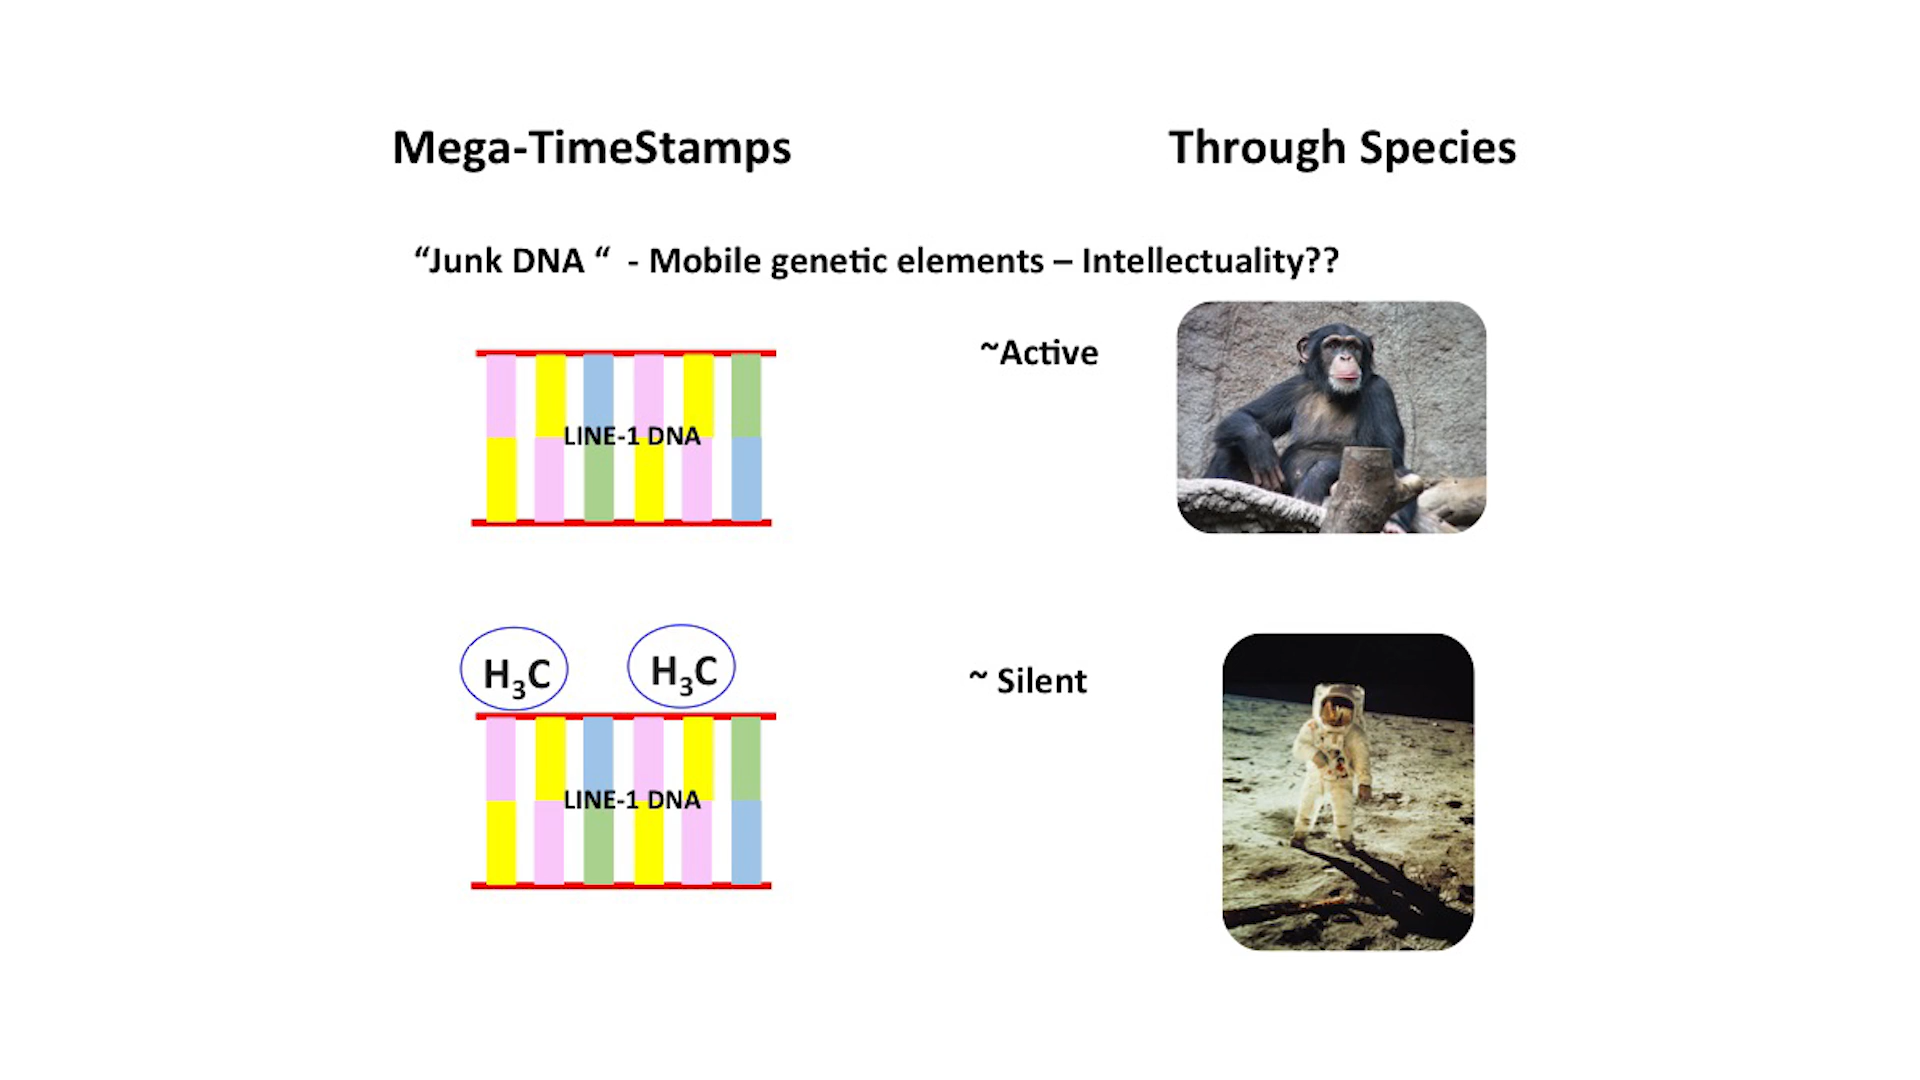 Mega-TimeStamps
Through Species
“Junk DNA “ - Mobile genetic elements – Intellectuality??
~Active
LINE-1 DNA
H₃C
H₃C
~ Silent
LINE-1 DNA